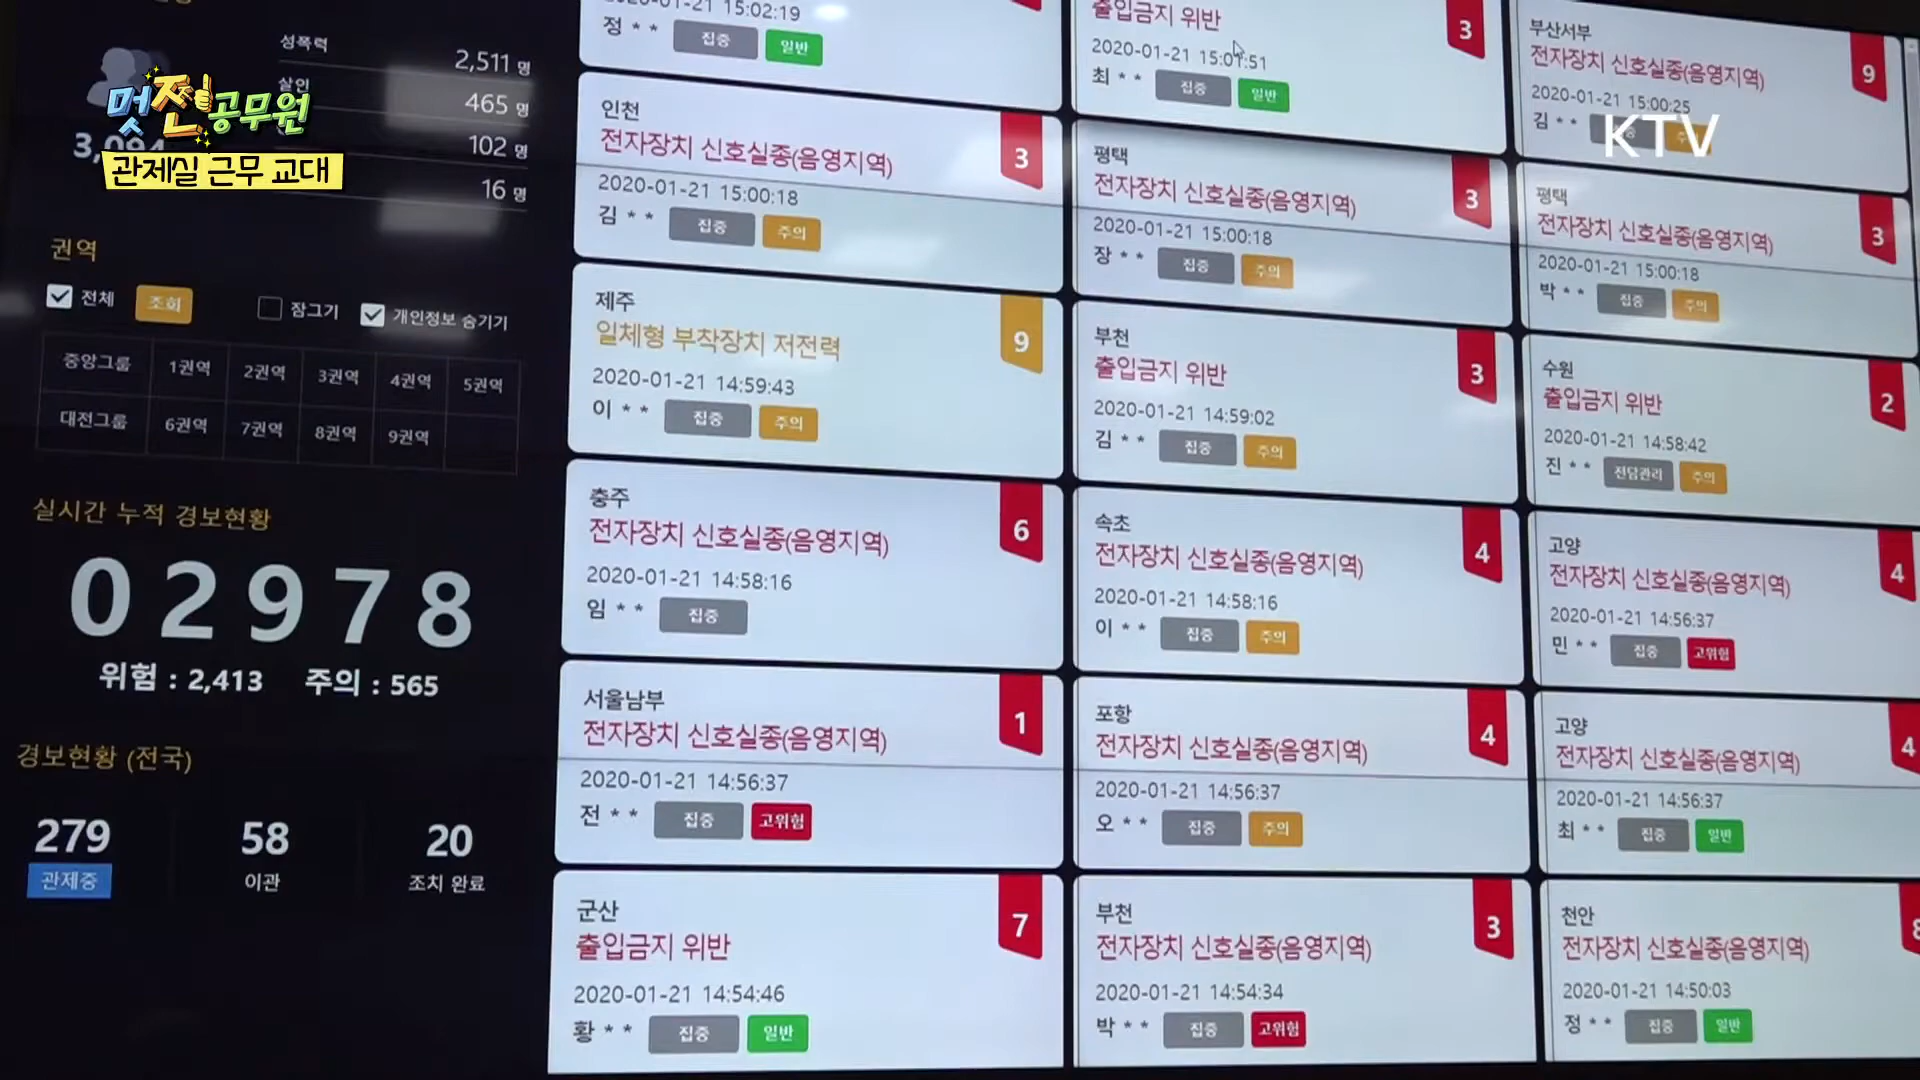 멋진공무원
관제실 근무 교대
KTV
성폭력 2,511 명
살인 465 명
102 명
16 명
3,094
권역
전체 조회 잠그기 개인정보 숨기기
중앙그룹 1권역 2권역 3권역 4권역 5권역
대전그룹 6권역 7권역 8권역 9권역
실시간 누적 경보현황
02978
위험 : 2,413 주의 : 565
경보현황 (전국)
279 58 20
관제중 이관 조치 완료
15:02:19
정 * * 집중 일반
인천
전자장치 신호실종(음영지역) 3
2020-01-21 15:00:18
김 * * 집중 주의
제주
일체형 부착장치 저전력 9
2020-01-21 14:59:43
이 * * 집중 주의
충주
전자장치 신호실종(음영지역) 6
2020-01-21 14:58:16
임 * * 집중
서울남부
전자장치 신호실종(음영지역) 1
2020-01-21 14:56:37
전 * * 집중 고위험
군산
출입금지 위반 7
2020-01-21 14:54:46
황 * * 집중 일반
출입금지 위반 3
2020-01-21 15:01:51
최 * * 집중 일반
평택
전자장치 신호실종(음영지역) 3
2020-01-21 15:00:18
장 * * 집중 주의
부천
출입금지 위반 3
2020-01-21 14:59:02
김 * * 집중 주의
속초
전자장치 신호실종(음영지역) 4
2020-01-21 14:58:16
이 * * 집중 주의
포항
전자장치 신호실종(음영지역) 4
2020-01-21 14:56:37
오 * * 집중 주의
부천
전자장치 신호실종(음영지역) 3
2020-01-21 14:54:34
박 * * 집중 고위험
부산서부
전자장치 신호실종(음영지역) 9
2020-01-21 15:00:25
김 * *
평택
전자장치 신호실종(음영지역) 3
2020-01-21 15:00:18
박 * * 집중 주의
수원
출입금지 위반 2
2020-01-21 14:58:42
진 * * 전담관리 주의
고양
전자장치 신호실종(음영지역) 4
2020-01-21 14:56:37
민 * * 집중 고위험
고양
전자장치 신호실종(음영지역) 4
2020-01-21 14:56:37
최 * * 집중 일반
천안
전자장치 신호실종(음영지역) 8
2020-01-21 14:50:03
정 * * 집중 일반